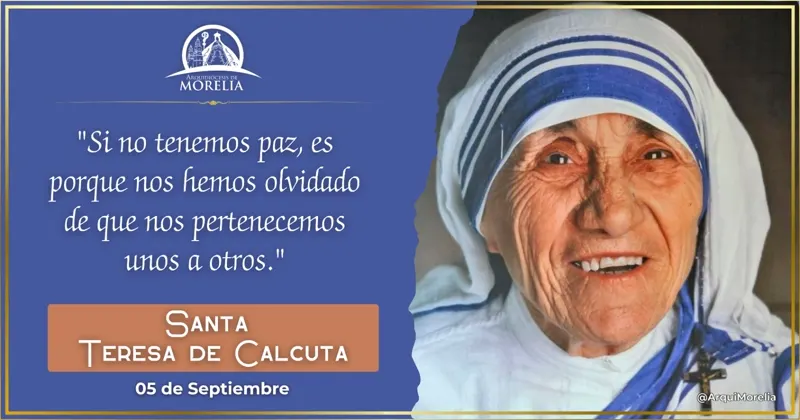 ARQUIDIÓCESIS DE
MORELIA
"Si no tenemos paz, es
porque nos hemos olvidado
de que nos pertenecemos
unos a otros."
SANTA
TERESA DE CALCUTA
05 de Septiembre
@ArquiMorelia